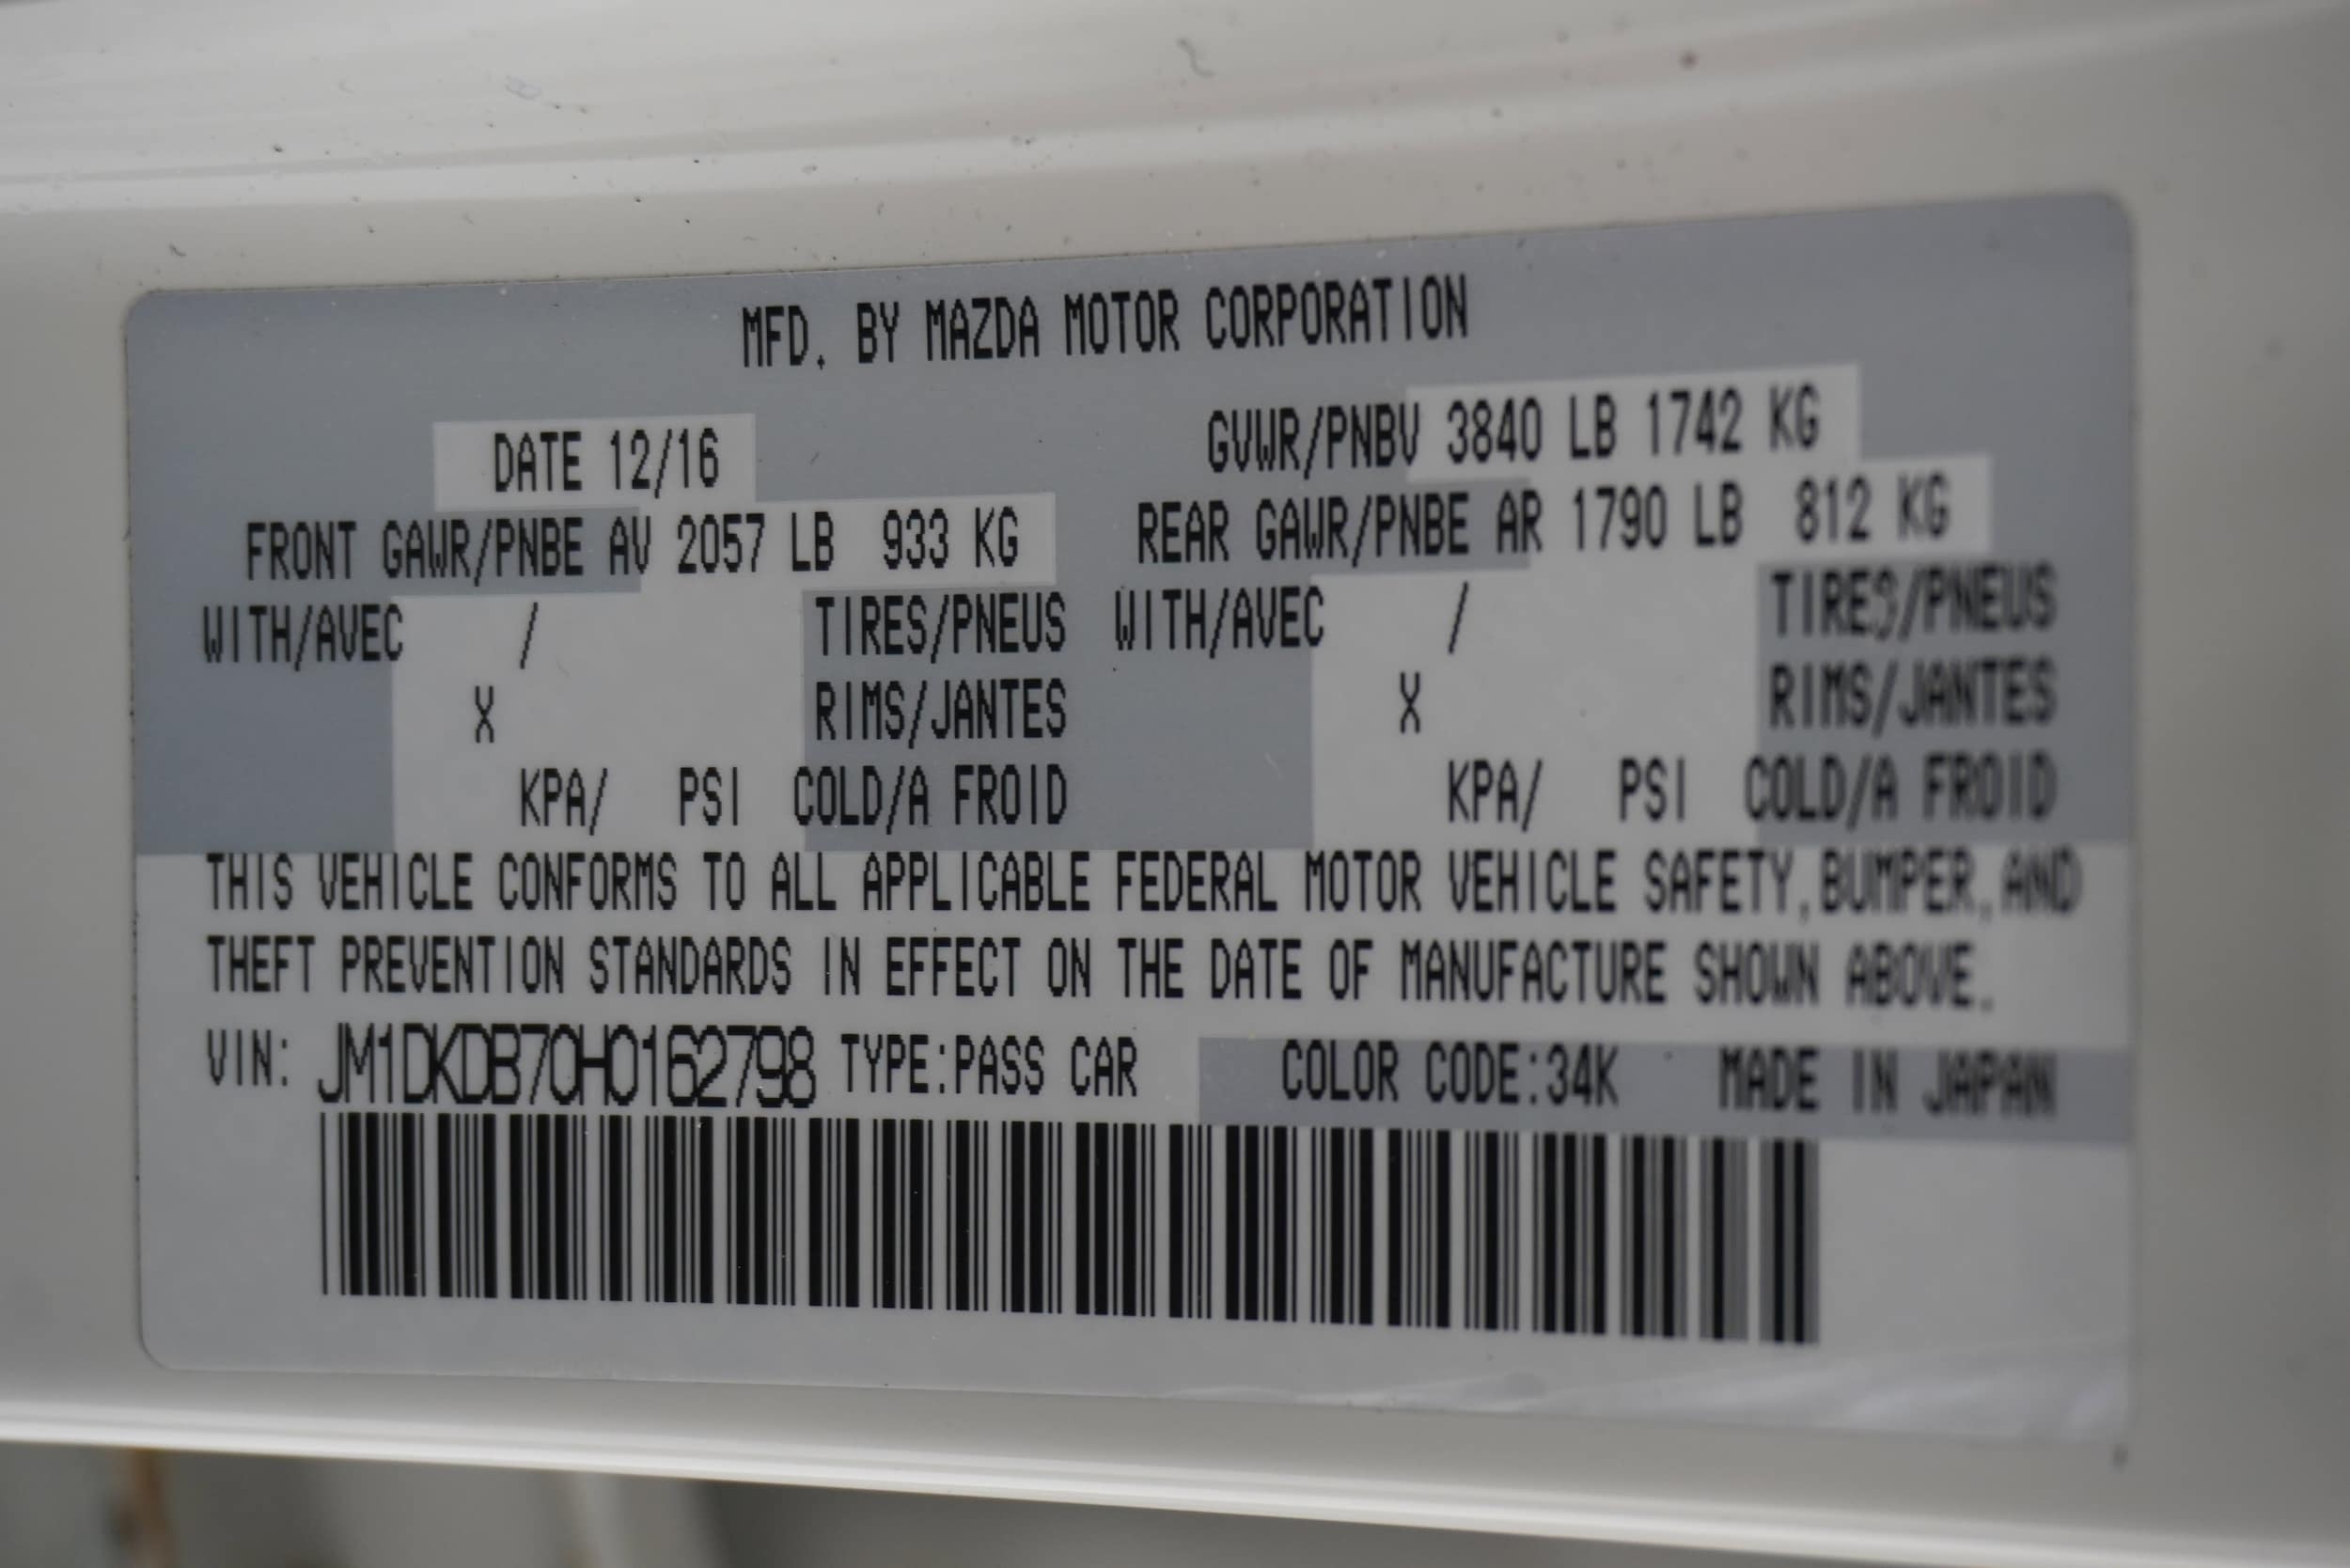 MFD. BY MAZDA MOTOR CORPORATION
DATE 12/16 GVWR/PNBV 3840 LB 1742 KG
FRONT GAWR/PNBE AV 2057 LB 933 KG REAR GAWR/PNBE AR 1790 LB 812 KG
WITH/AVEC / TIRES/PNEUS WITH/AVEC / TIRES/PNEUS
X RIMS/JANTES X RIMS/JANTES
KPA/ PSI COLD/A FROID KPA/ PSI COLD/A FROID
THIS VEHICLE CONFORMS TO ALL APPLICABLE FEDERAL MOTOR VEHICLE SAFETY, BUMPER, AND
THEFT PREVENTION STANDARDS IN EFFECT ON THE DATE OF MANUFACTURE SHOWN ABOVE.
VIN: JM1DKDB70H0162798 TYPE:PASS CAR COLOR CODE:34K MADE IN JAPAN